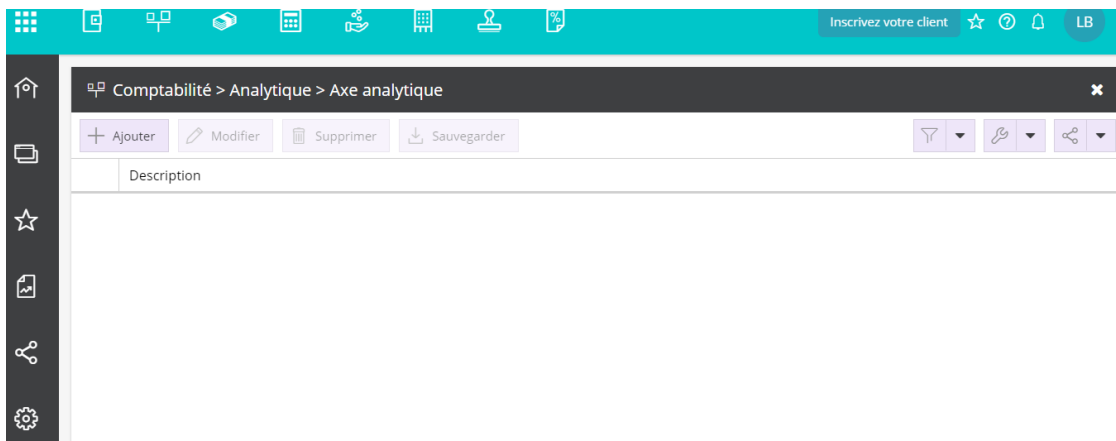 Inscrivez votre client
LB
Comptabilité > Analytique > Axe analytique
Ajouter Modifier Supprimer Sauvegarder
Description